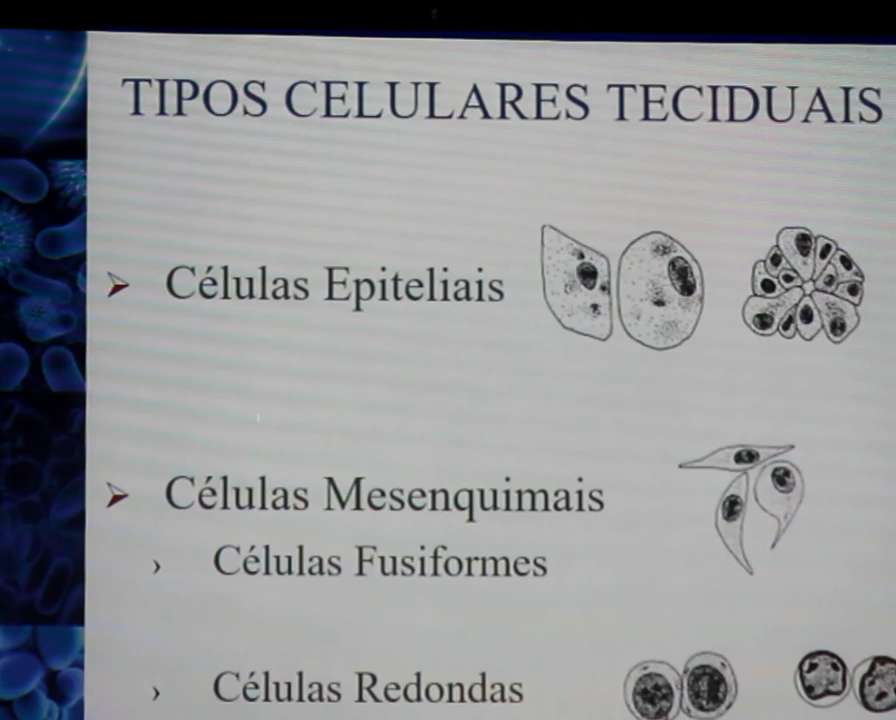 TIPOS CELULARES TECIDUAIS
Células Epiteliais
Células Mesenquimais
Células Fusiformes
Células Redondas